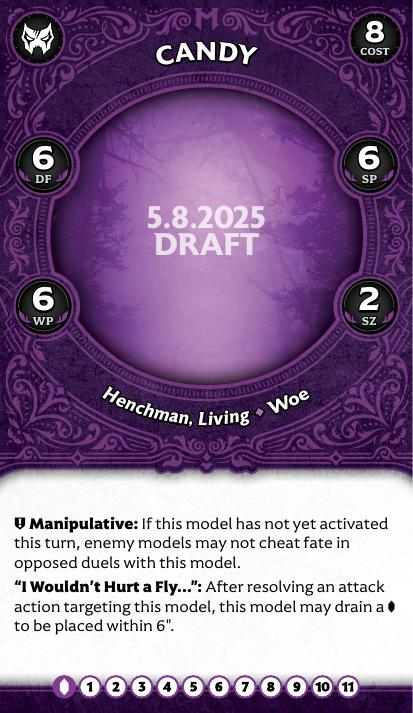 CANDY
8
COST
6
DF
6
SP
5.8.2025
DRAFT
6
WP
2
SZ
Henchman, Living ♦ Woe
Manipulative: If this model has not yet activated
this turn, enemy models may not cheat fate in
opposed duels with this model.
“I Wouldn’t Hurt a Fly...”: After resolving an attack
action targeting this model, this model may drain a
to be placed within 6".
1 2 3 4 5 6 7 8 9 10 11